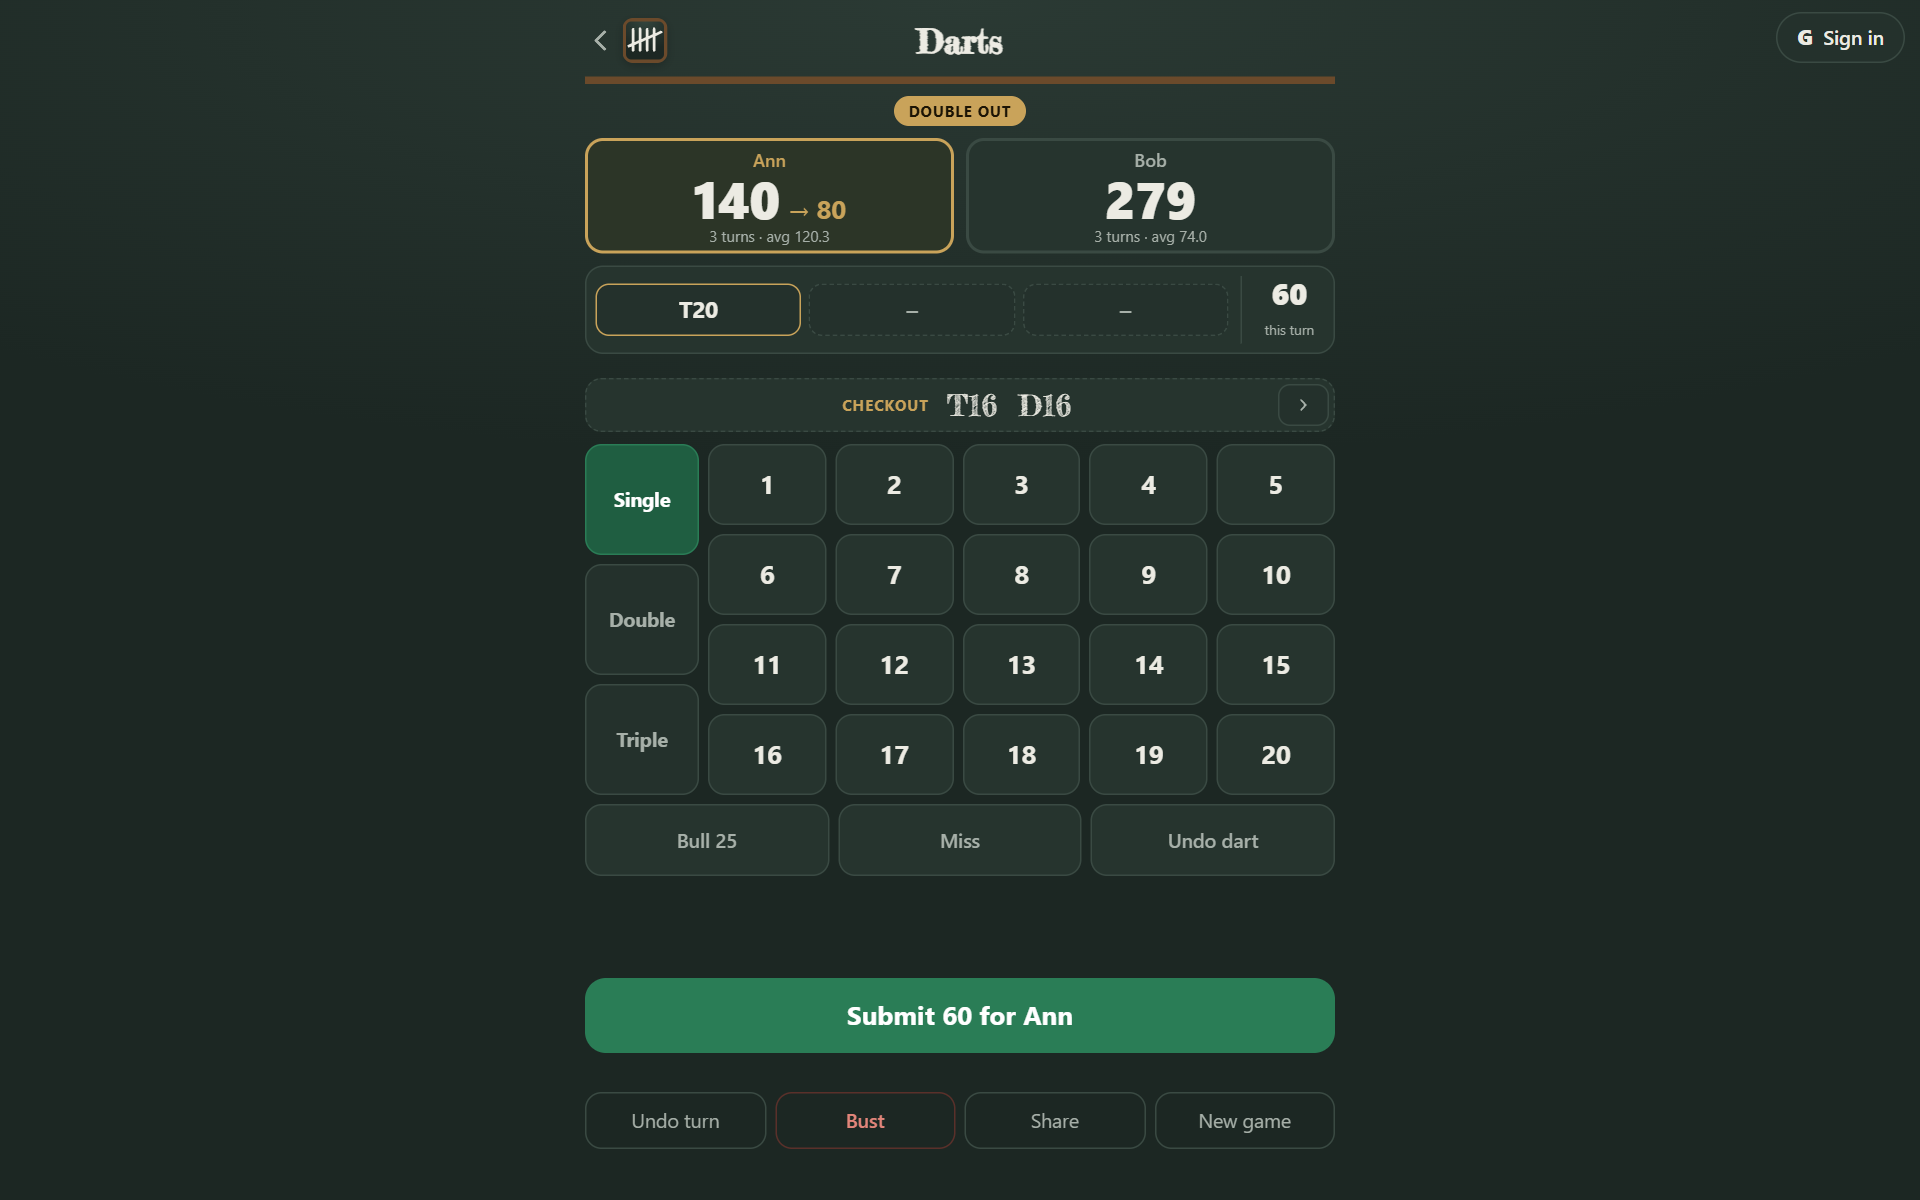 Darts
G Sign in
DOUBLE OUT
Ann
140 → 80
3 turns · avg 120.3
Bob
279
3 turns · avg 74.0
T20
–
–
60
this turn
CHECKOUT T16 D16
Single
Double
Triple
1 2 3 4 5
6 7 8 9 10
11 12 13 14 15
16 17 18 19 20
Bull 25
Miss
Undo dart
Submit 60 for Ann
Undo turn
Bust
Share
New game